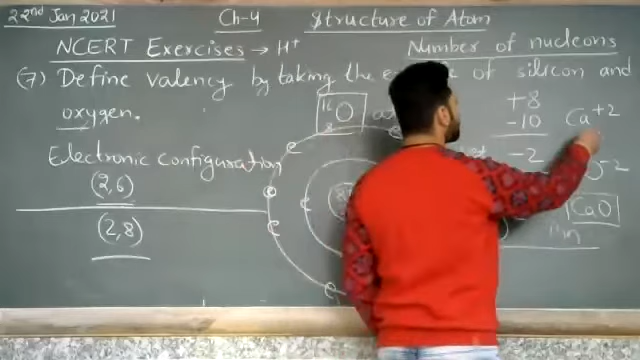 22nd Jan 2021
Ch-4
Structure of Atom
NCERT Exercises → H+
Number of nucleons
(7) Define valency by taking the of silicon and
oxygen.
16
8 O
+8
-10
-2
Ca+2
-2
CaO
Electronic configuration
(2,6)
(2,8)